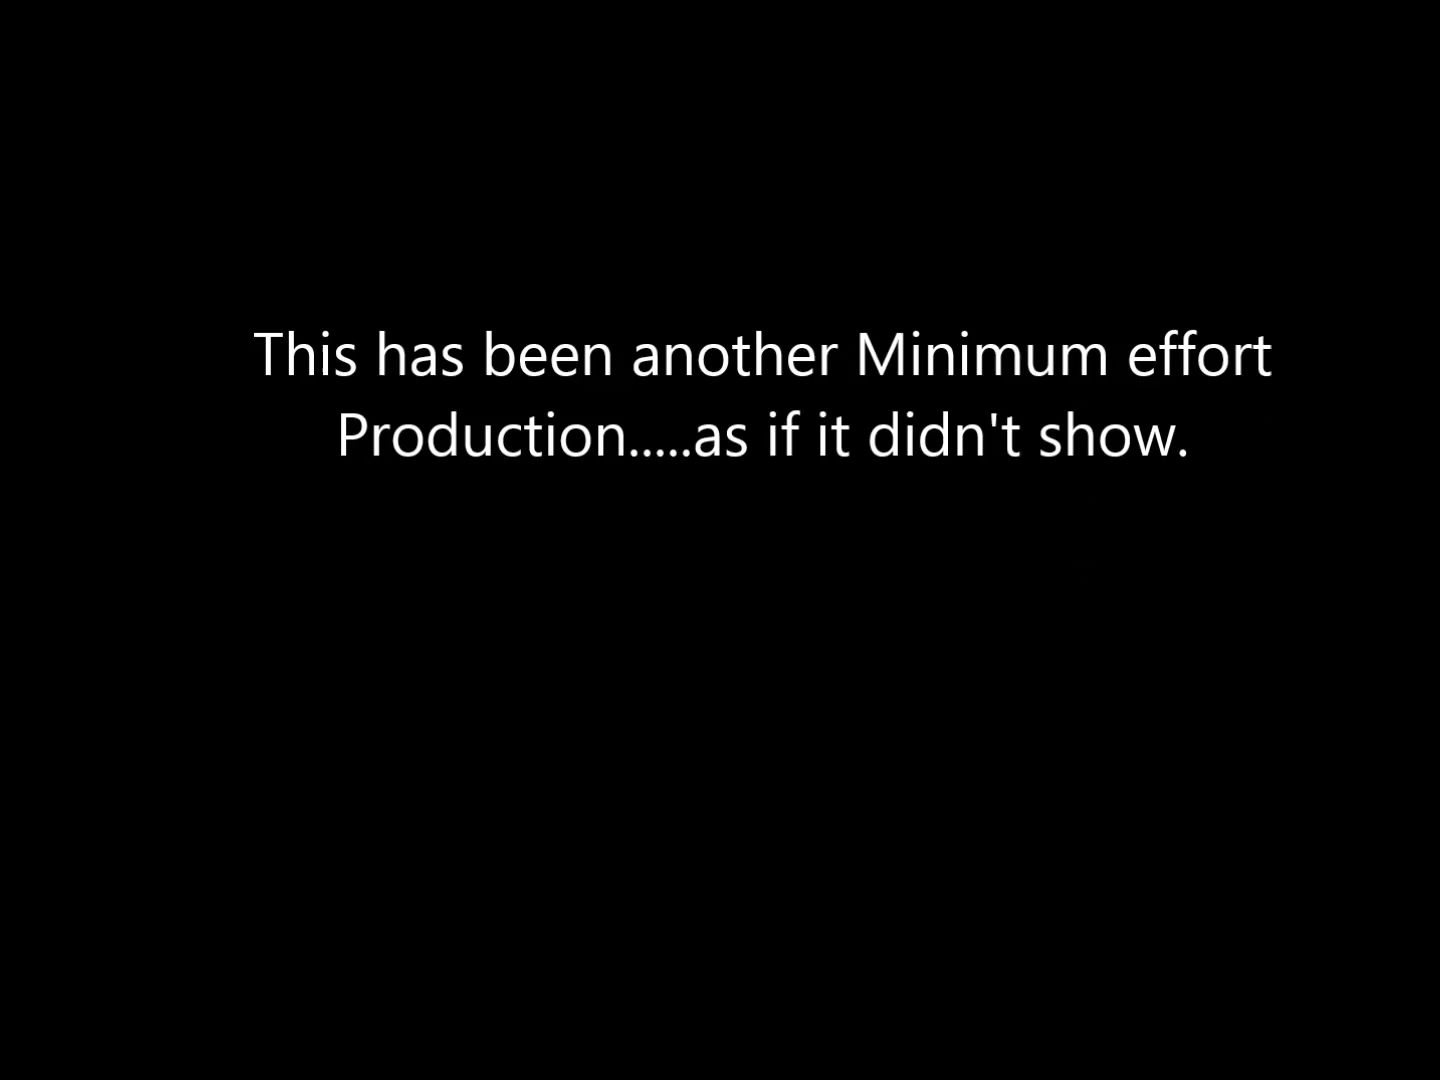 This has been another Minimum effort
Production.....as if it didn't show.